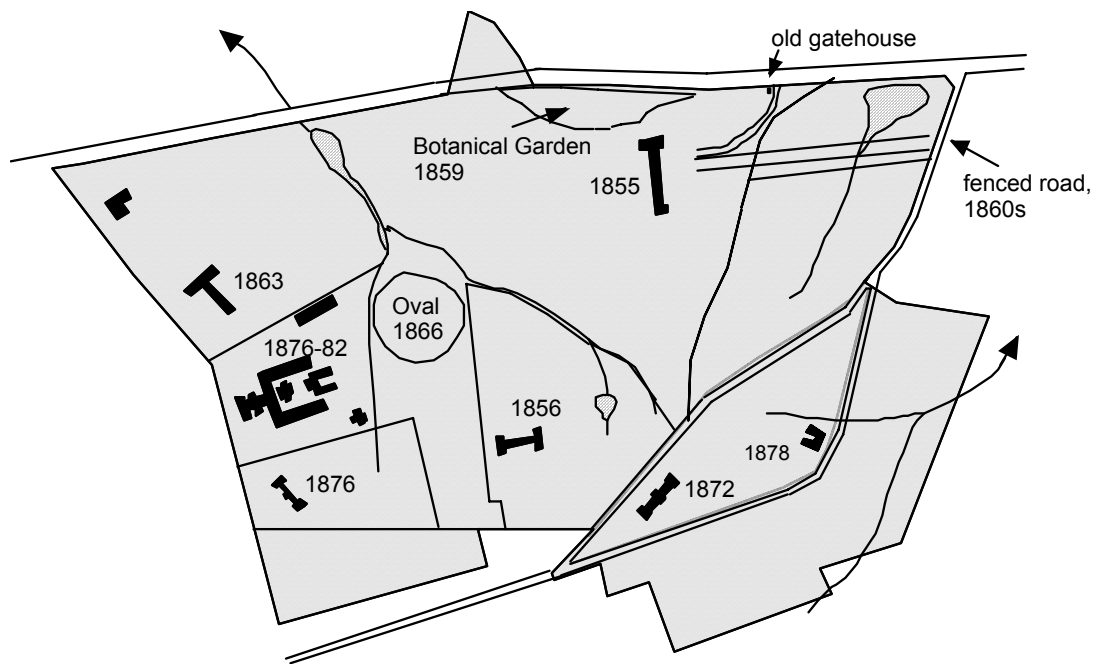 old gatehouse
Botanical Garden
1859
1855
fenced road,
1860s
1863
Oval
1866
1876-82
1856
1878
1876
1872